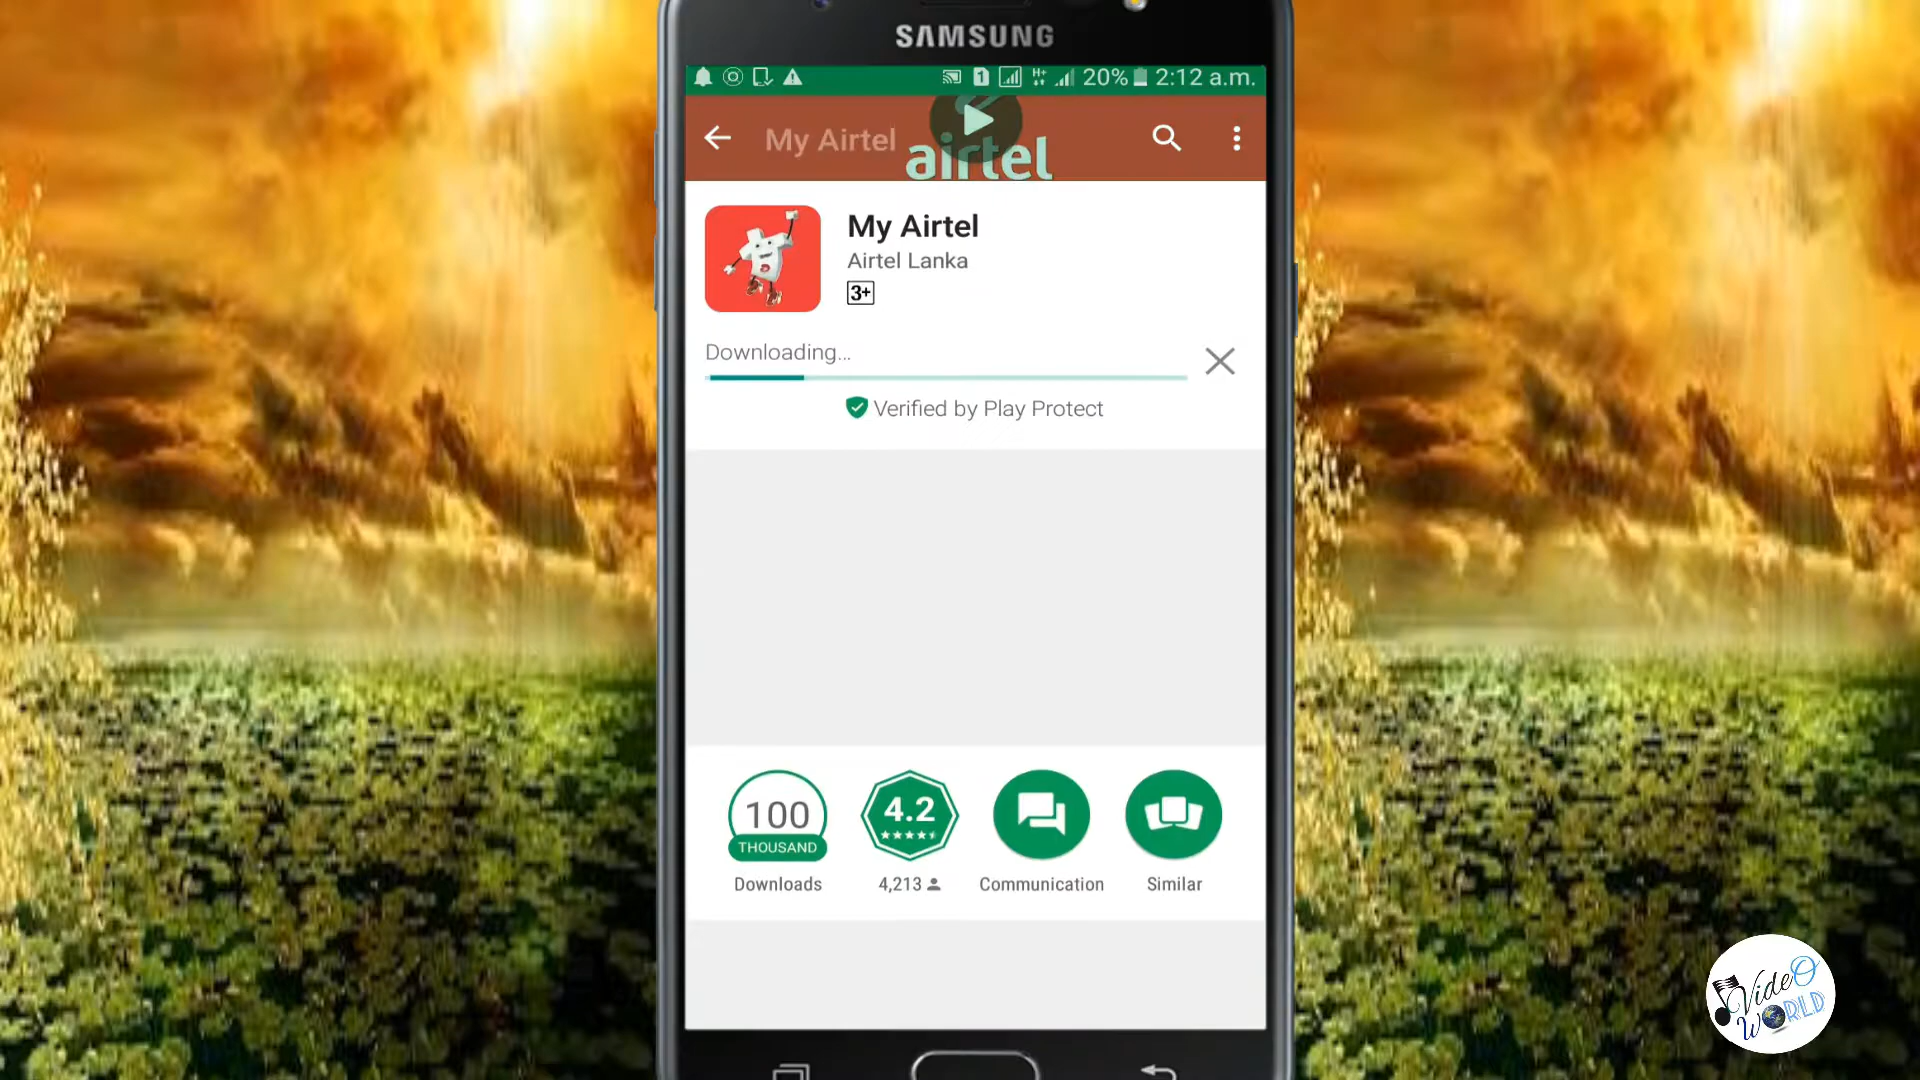 SAMSUNG
1 H+ 20% 2:12 a.m.
My Airtel
airtel
My Airtel
Airtel Lanka
3+
Downloading...
Verified by Play Protect
100
THOUSAND
Downloads
4.2
4,213
Communication
Similar
VideO
WORLD